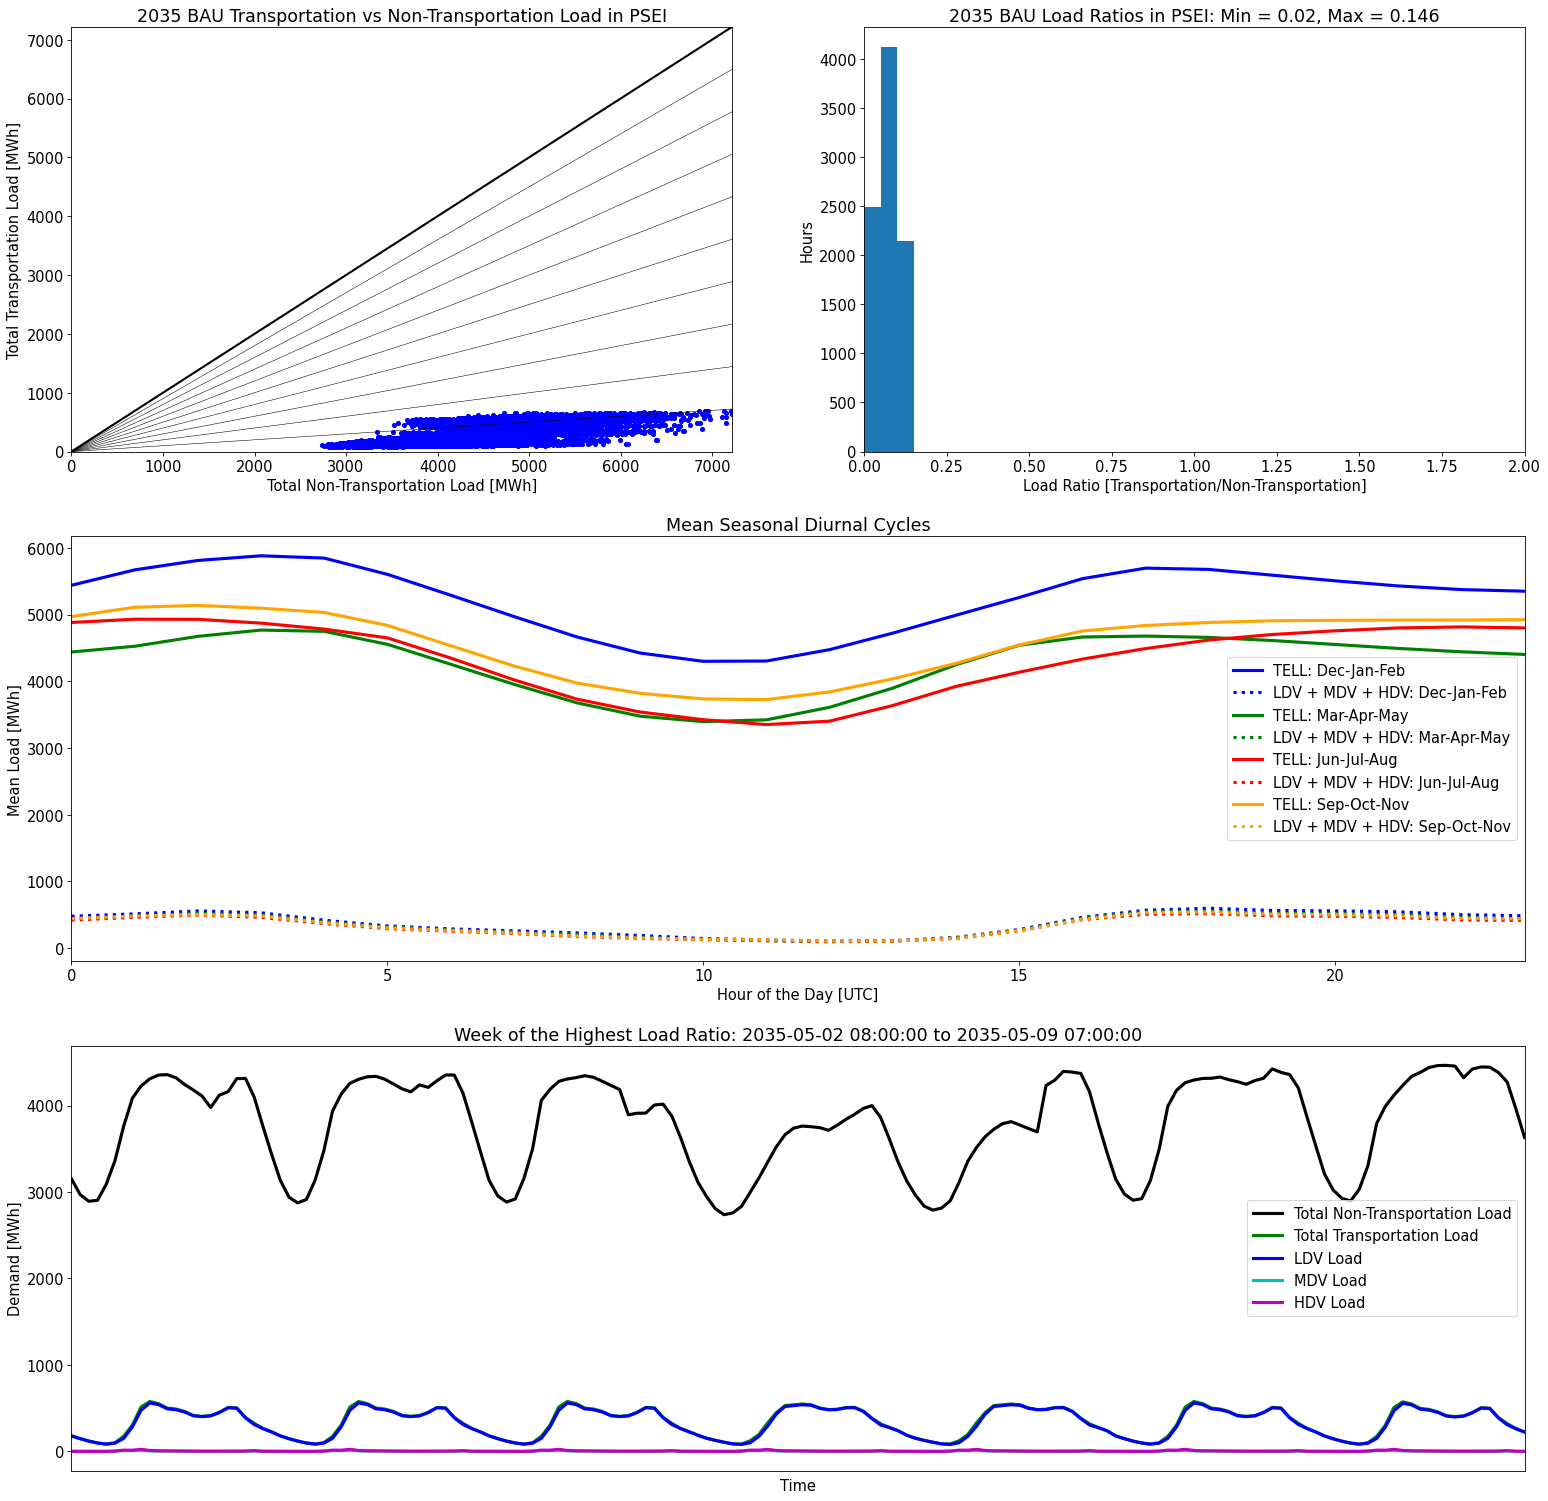 2035 BAU Transportation vs Non-Transportation Load in PSEI
Total Transportation Load [MWh]
7000
6000
5000
4000
3000
2000
1000
0
0 1000 2000 3000 4000 5000 6000 7000
Total Non-Transportation Load [MWh]
2035 BAU Load Ratios in PSEI: Min = 0.02, Max = 0.146
Hours
4000
3500
3000
2500
2000
1500
1000
500
0
0.00 0.25 0.50 0.75 1.00 1.25 1.50 1.75 2.00
Load Ratio [Transportation/Non-Transportation]
Mean Seasonal Diurnal Cycles
Mean Load [MWh]
6000
5000
4000
3000
2000
1000
0
TELL: Dec-Jan-Feb
LDV + MDV + HDV: Dec-Jan-Feb
TELL: Mar-Apr-May
LDV + MDV + HDV: Mar-Apr-May
TELL: Jun-Jul-Aug
LDV + MDV + HDV: Jun-Jul-Aug
TELL: Sep-Oct-Nov
LDV + MDV + HDV: Sep-Oct-Nov
0 5 10 15 20
Hour of the Day [UTC]
Week of the Highest Load Ratio: 2035-05-02 08:00:00 to 2035-05-09 07:00:00
Demand [MWh]
4000
3000
2000
1000
0
Total Non-Transportation Load
Total Transportation Load
LDV Load
MDV Load
HDV Load
Time